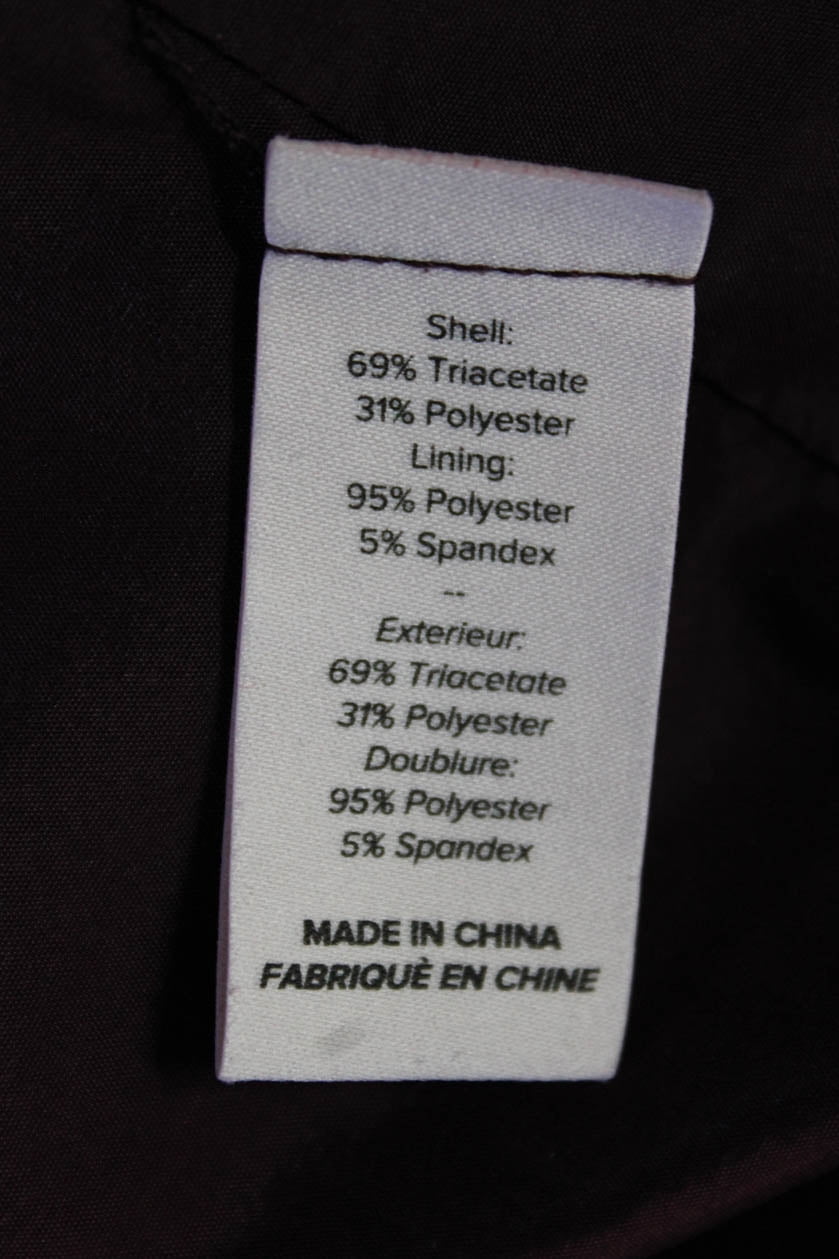 Shell:
69% Triacetate
31% Polyester
Lining:
95% Polyester
5% Spandex
--
Exterieur:
69% Triacetate
31% Polyester
Doublure:
95% Polyester
5% Spandex
MADE IN CHINA
FABRIQUÈ EN CHINE